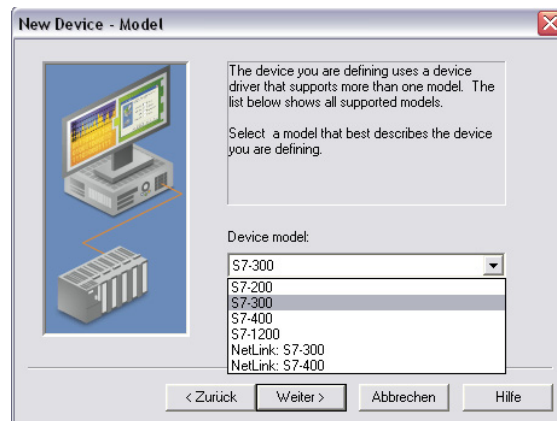 New Device - Model
The device you are defining uses a device
driver that supports more than one model. The
list below shows all supported models.
Select a model that best describes the device
you are defining.
Device model:
S7-300
S7-200
S7-300
S7-400
S7-1200
NetLink: S7-300
NetLink: S7-400
< Zurück
Weiter >
Abbrechen
Hilfe